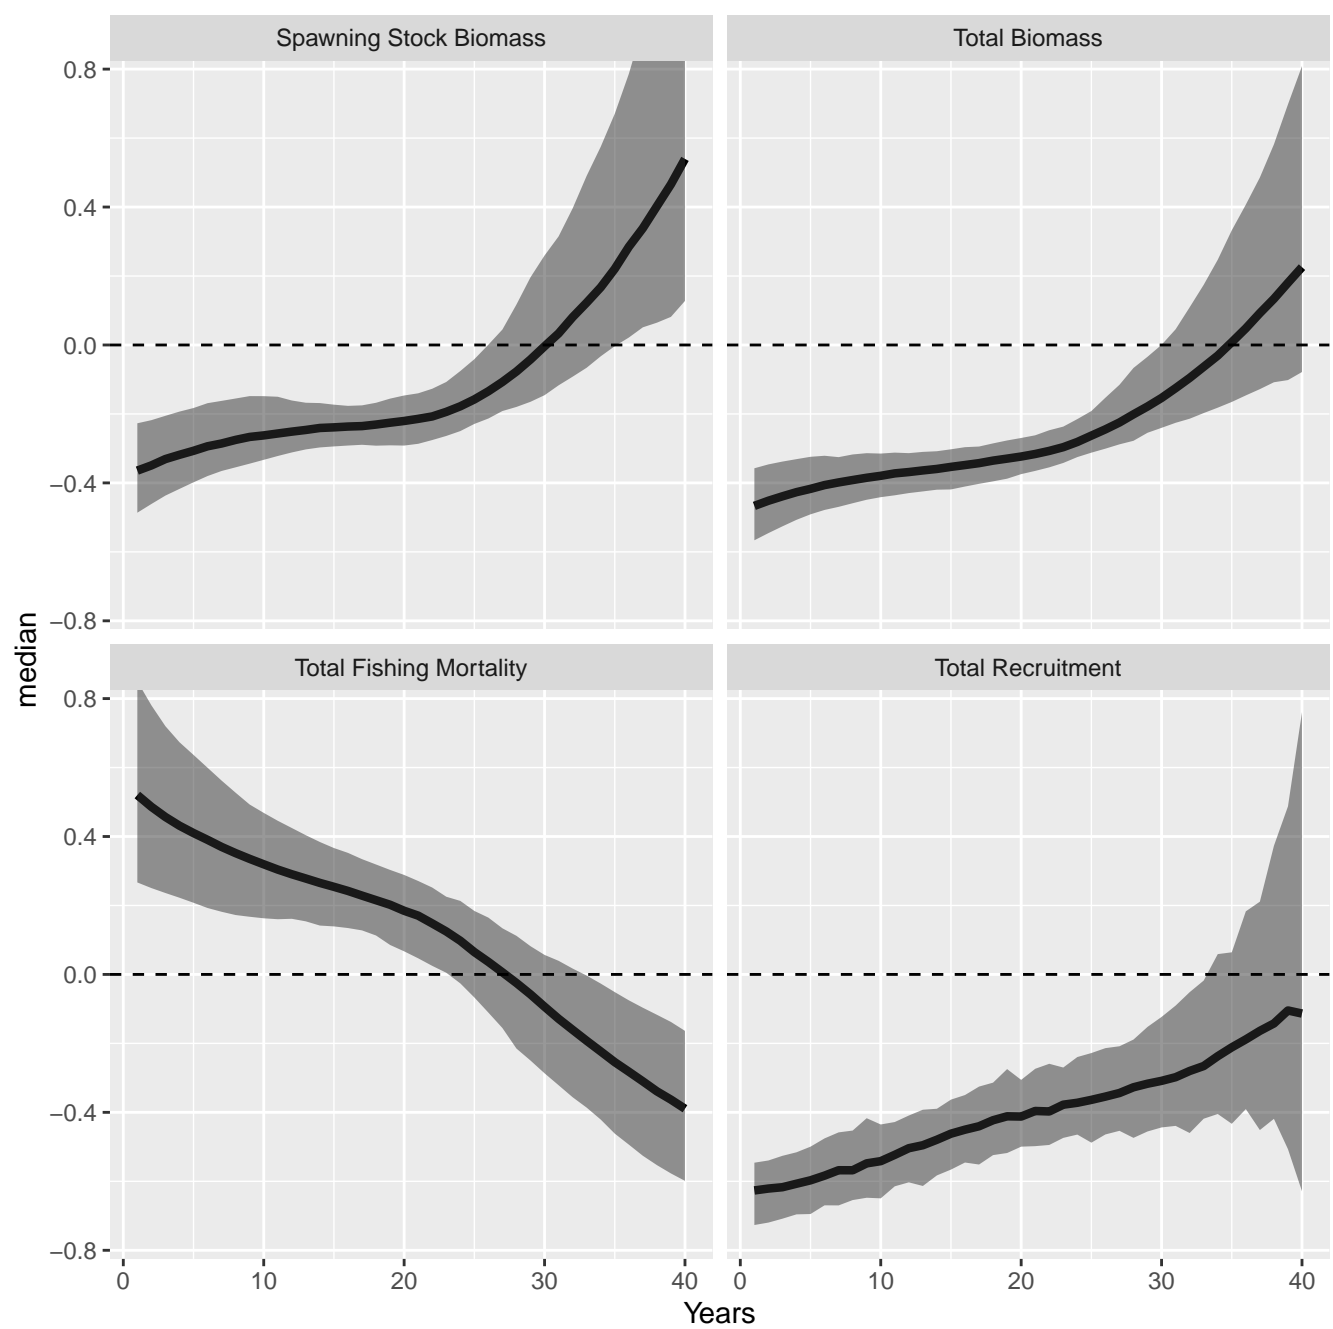 Spawning Stock Biomass
Total Biomass
0.8
0.4
0.0
−0.4
−0.8
Total Fishing Mortality
Total Recruitment
0.8
0.4
0.0
−0.4
−0.8
median
0 10 20 30 40
0 10 20 30 40
Years